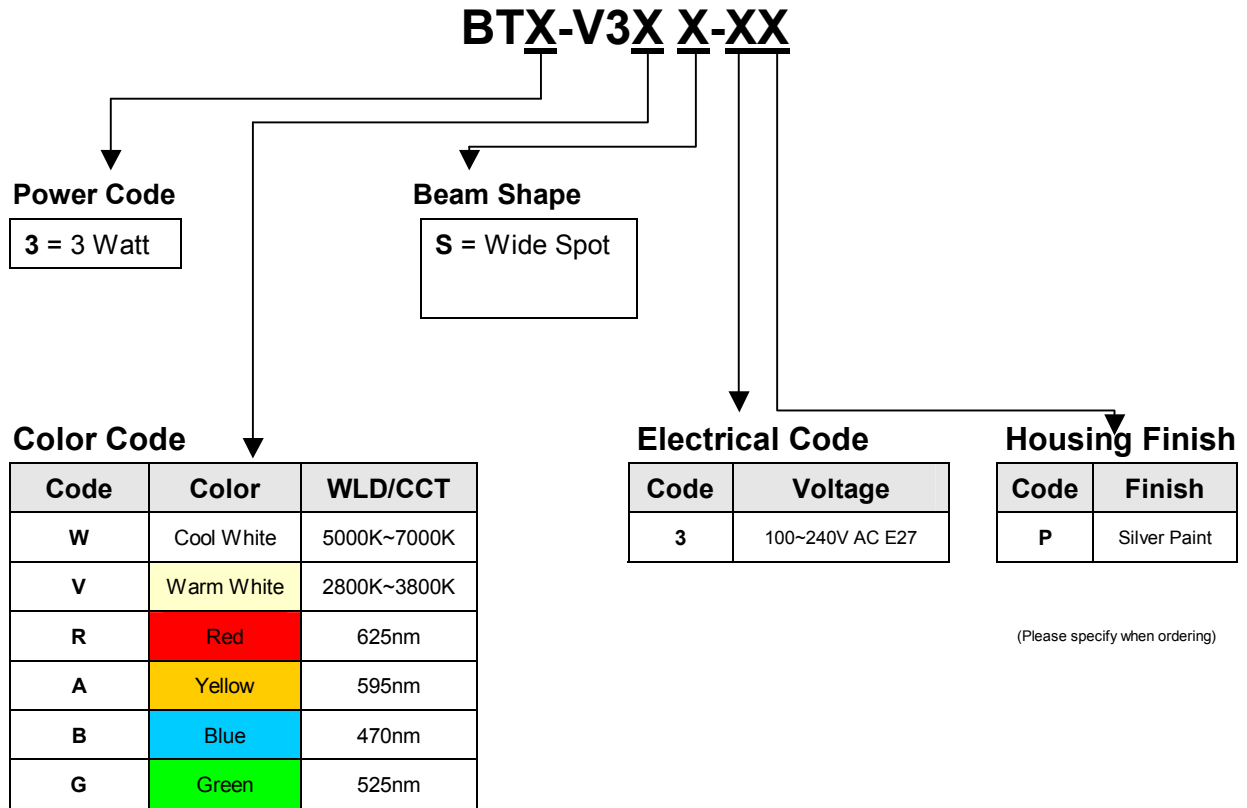 BTX-V3X X-XX
Power Code
3 = 3 Watt
Beam Shape
S = Wide Spot
Color Code
Code Color WLD/CCT
W Cool White 5000K~7000K
V Warm White 2800K~3800K
R Red 625nm
A Yellow 595nm
B Blue 470nm
G Green 525nm
Electrical Code
Code Voltage
3 100~240V AC E27
Housing Finish
Code Finish
P Silver Paint
(Please specify when ordering)